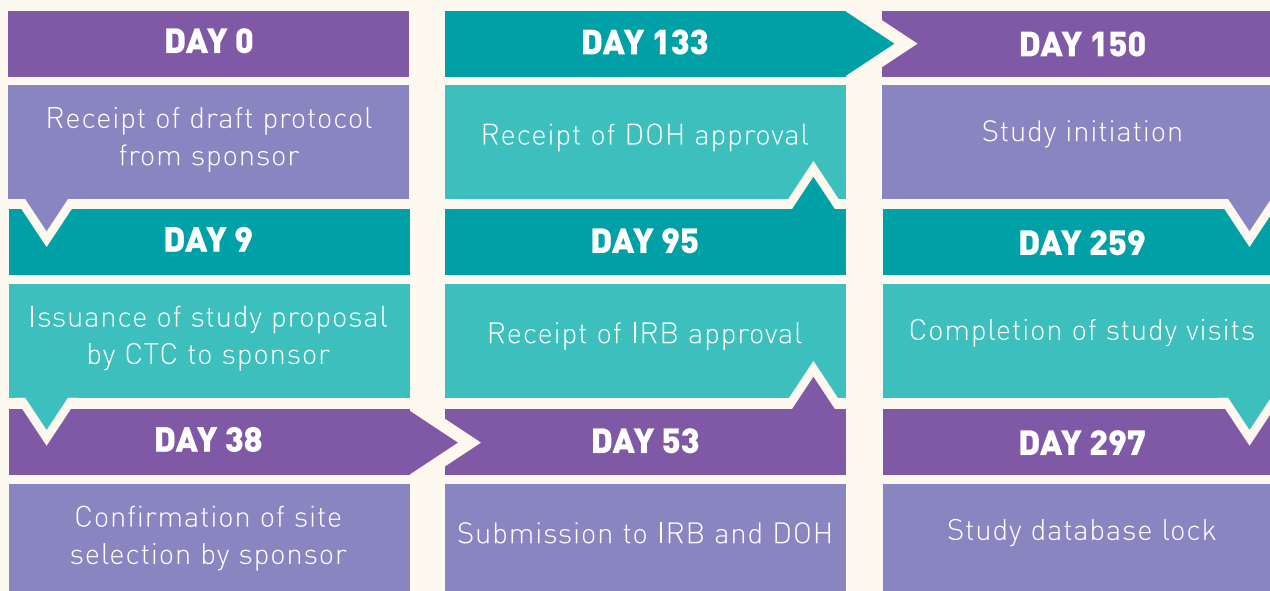 DAY 0
Receipt of draft protocol
from sponsor
DAY 9
Issuance of study proposal
by CTC to sponsor
DAY 38
Confirmation of site
selection by sponsor
DAY 53
Submission to IRB and DOH
DAY 95
Receipt of IRB approval
DAY 133
Receipt of DOH approval
DAY 150
Study initiation
DAY 259
Completion of study visits
DAY 297
Study database lock